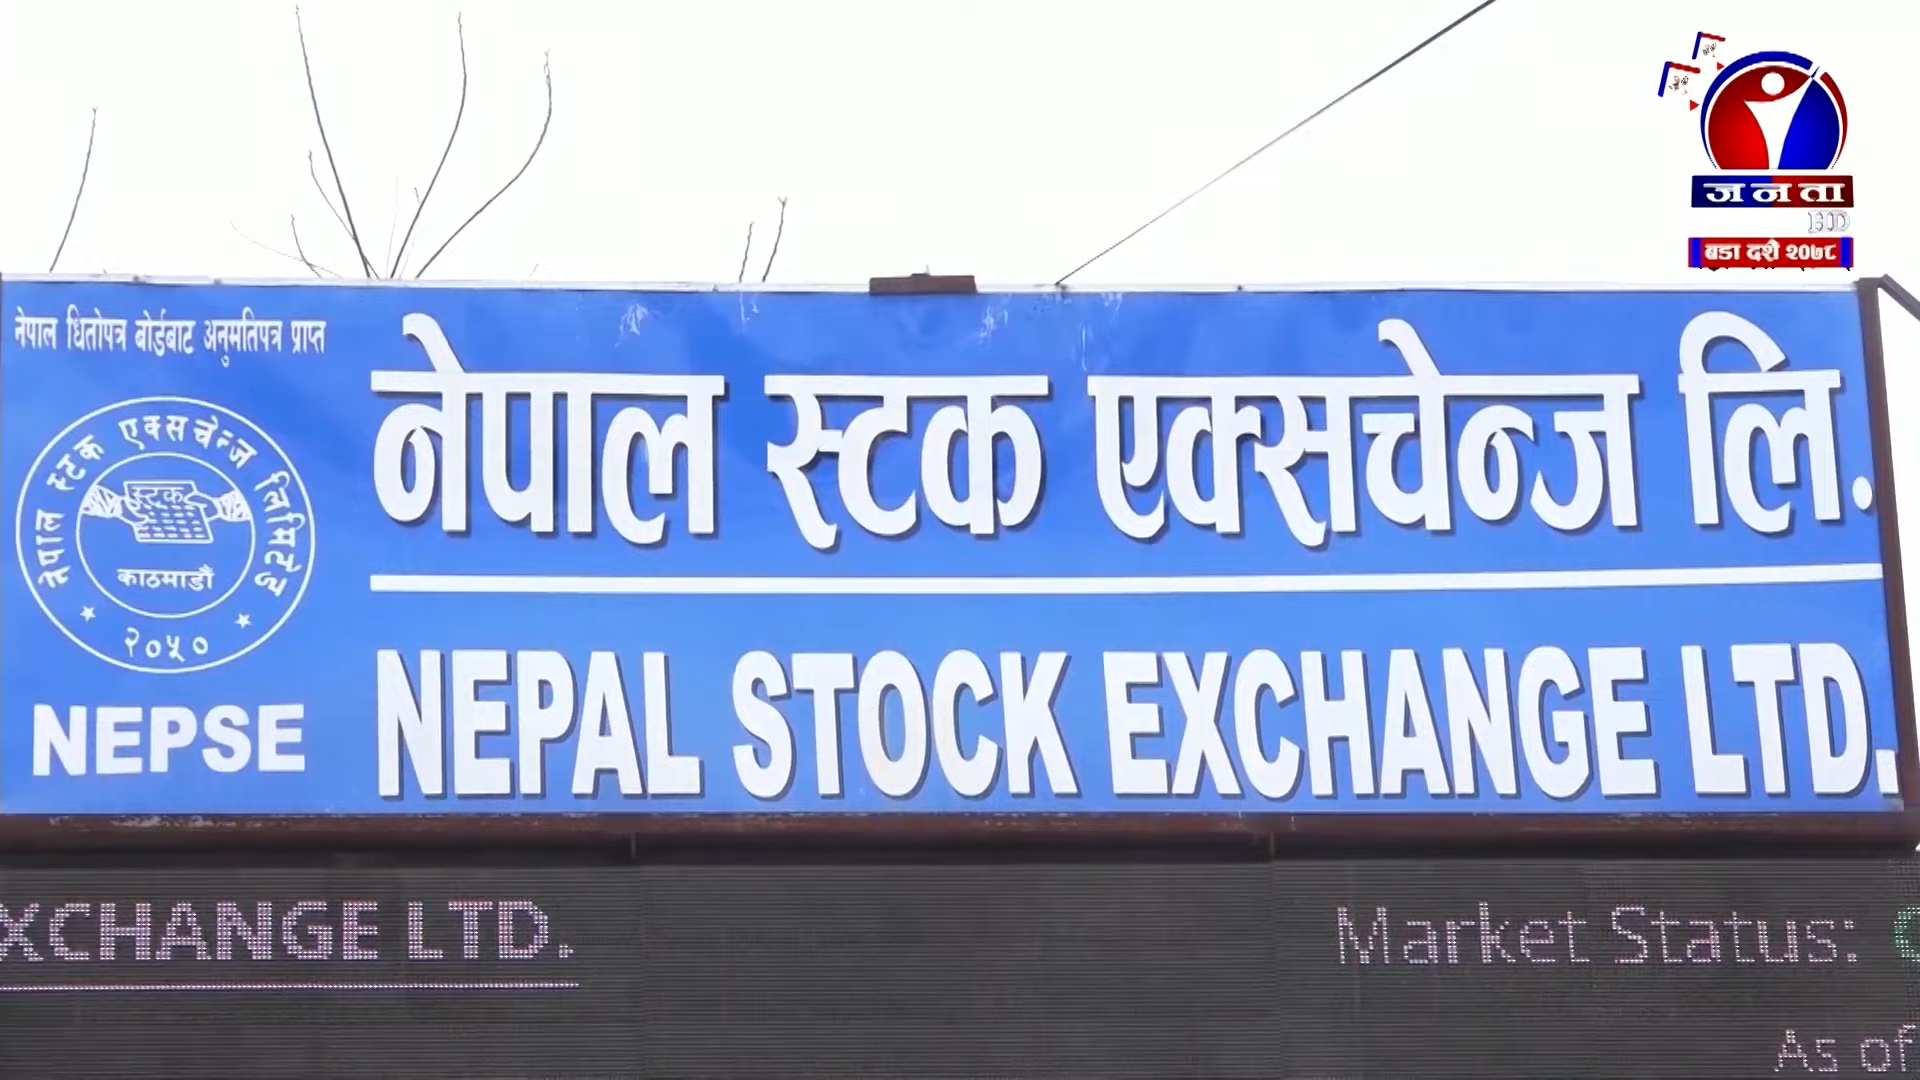 जनता
HD
बडा दशैं २०७८
नेपाल धितोपत्र बोर्डबाट अनुमतिपत्र प्राप्त
नेपाल स्टक एक्सचेन्ज लि.
नेपाल स्टक एक्सचेन्ज लिमिटेड
स्टक
काठमाडौं
२०५०
NEPSE
NEPAL STOCK EXCHANGE LTD.
XCHANGE LTD.
Market Status:
As of